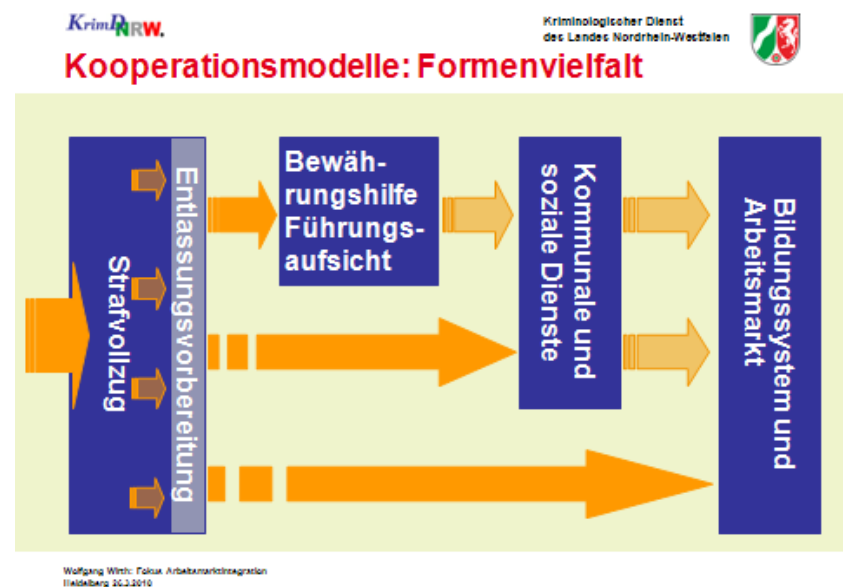 KrimDNRW.
Kriminologischer Dienst
des Landes Nordrhein-Westfalen
Kooperationsmodelle: Formenvielfalt
Strafvollzug
Entlassungsvorbereitung
Bewäh-
rungshilfe
Führungs-
aufsicht
Kommunale und
soziale Dienste
Bildungssystem und
Arbeitsmarkt
Wolfgang Wirth: Fokus Arbeitsmarktintegration
Heidelberg 26.3.2010